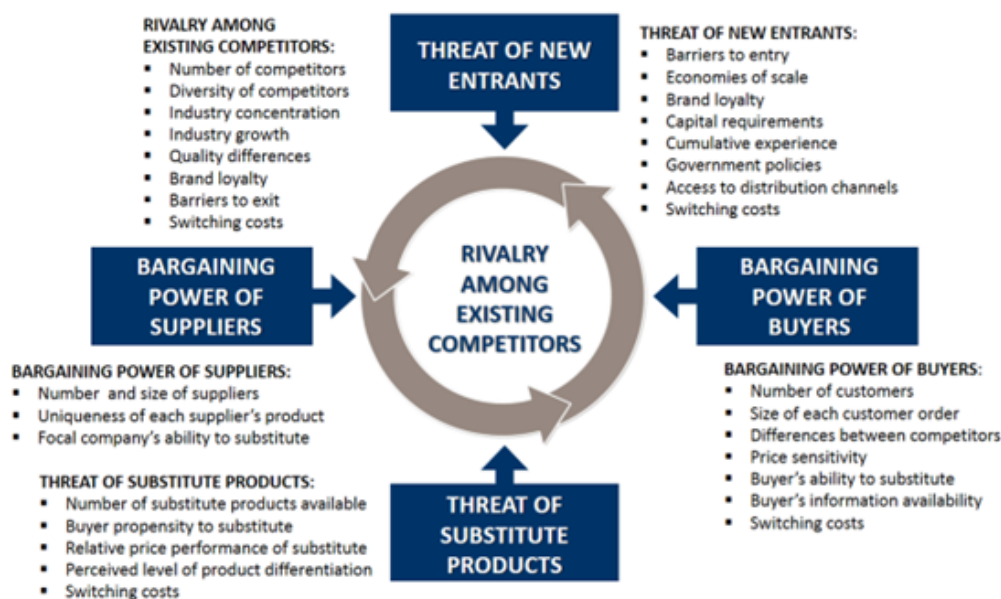 RIVALRY AMONG
EXISTING COMPETITORS:
▪ Number of competitors
▪ Diversity of competitors
▪ Industry concentration
▪ Industry growth
▪ Quality differences
▪ Brand loyalty
▪ Barriers to exit
▪ Switching costs
THREAT OF NEW
ENTRANTS
THREAT OF NEW ENTRANTS:
▪ Barriers to entry
▪ Economies of scale
▪ Brand loyalty
▪ Capital requirements
▪ Cumulative experience
▪ Government policies
▪ Access to distribution channels
▪ Switching costs
BARGAINING
POWER OF
SUPPLIERS
RIVALRY
AMONG
EXISTING
COMPETITORS
BARGAINING
POWER OF
BUYERS
BARGAINING POWER OF SUPPLIERS:
▪ Number and size of suppliers
▪ Uniqueness of each supplier's product
▪ Focal company's ability to substitute
BARGAINING POWER OF BUYERS:
▪ Number of customers
▪ Size of each customer order
▪ Differences between competitors
▪ Price sensitivity
▪ Buyer's ability to substitute
▪ Buyer's information availability
▪ Switching costs
THREAT OF SUBSTITUTE PRODUCTS:
▪ Number of substitute products available
▪ Buyer propensity to substitute
▪ Relative price performance of substitute
▪ Perceived level of product differentiation
▪ Switching costs
THREAT OF
SUBSTITUTE
PRODUCTS